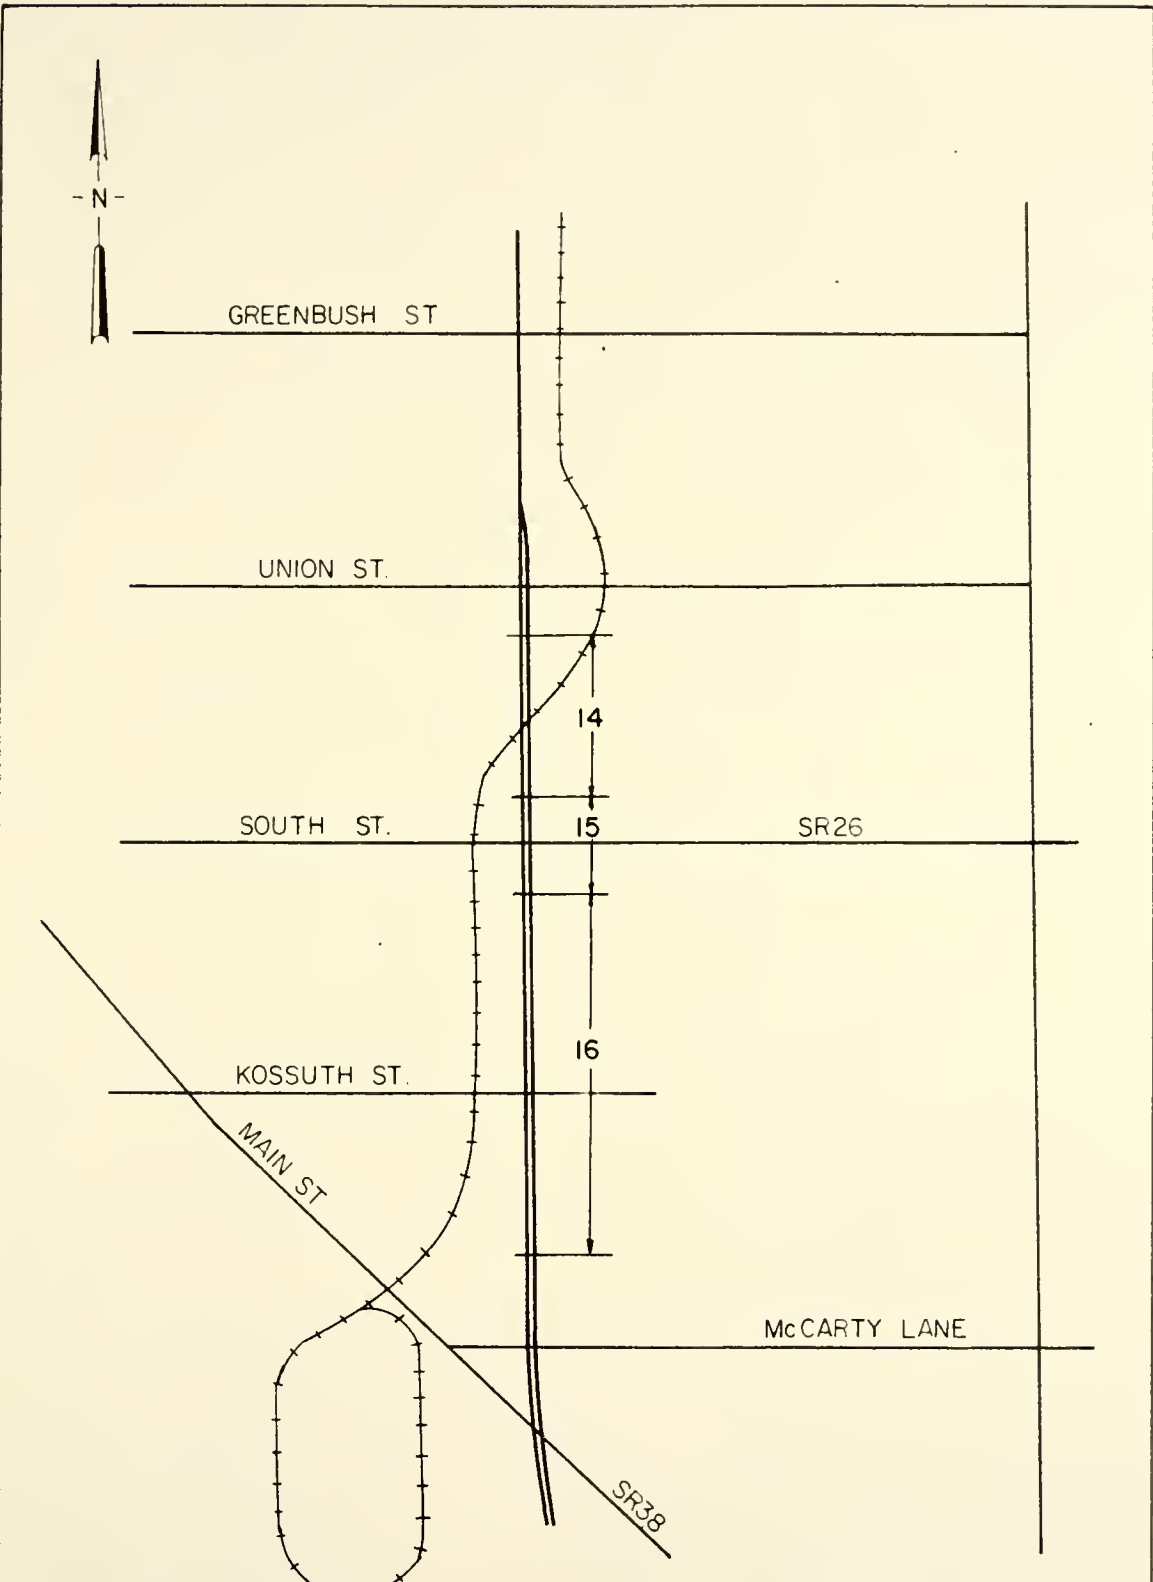 - N -
GREENBUSH ST
UNION ST.
14
SOUTH ST.
15
SR26
16
KOSSUTH ST.
MAIN ST
McCARTY LANE
SR38